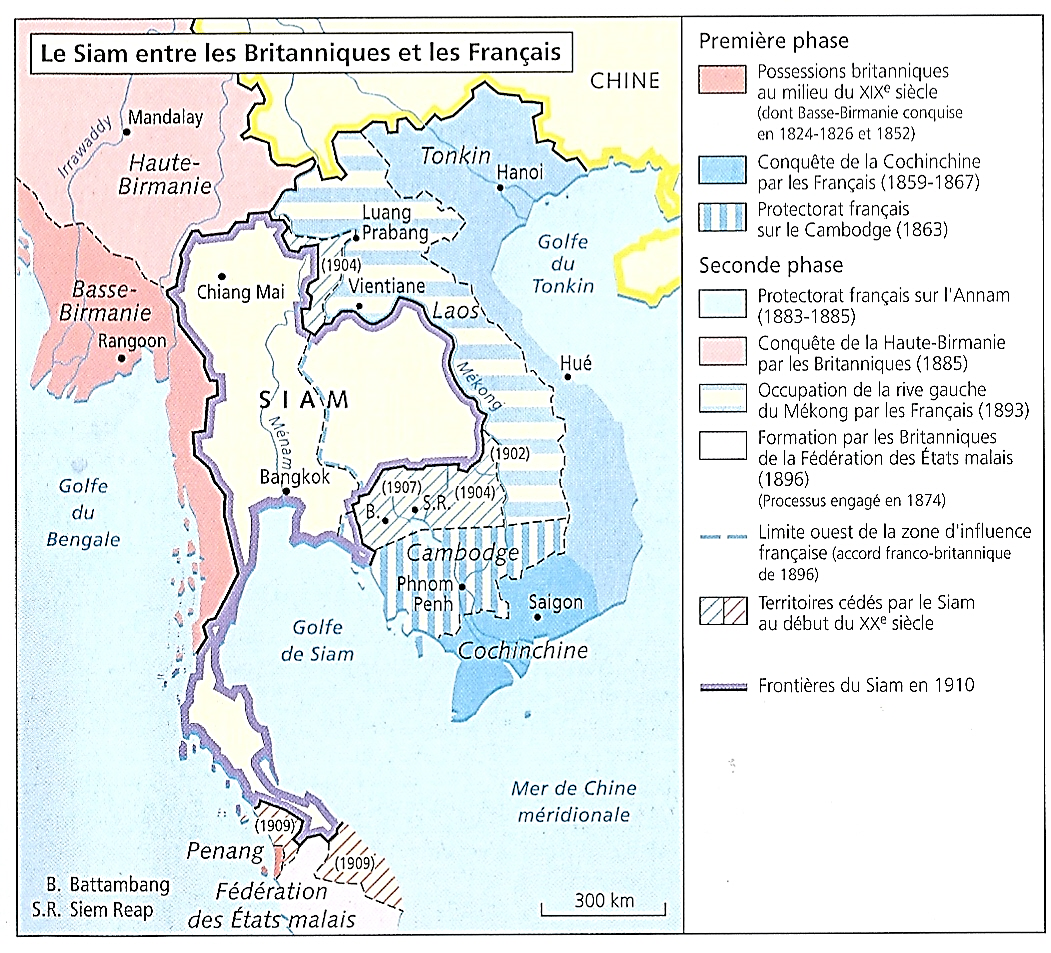 Le Siam entre les Britanniques et les Français
CHINE
Mandalay
Irrawaddy
Haute-
Birmanie
Tonkin
Hanoi
Luang
Prabang
Golfe
du
Tonkin
(1904)
Chiang Mai
Vientiane
Basse-
Birmanie
Laos
Rangoon
Hué
Mékong
SIAM
Ménam
(1902)
Bangkok
Golfe
du
Bengale
(1907)
(1904)
B.
S.R.
Cambodge
Phnom
Penh
Saigon
Golfe
de Siam
Cochinchine
Mer de Chine
méridionale
(1909)
Penang
(1909)
B. Battambang
S.R. Siem Reap
Fédération
des États malais
300 km
Première phase
Possessions britanniques
au milieu du XIXe siècle
(dont Basse-Birmanie conquise
en 1824-1826 et 1852)
Conquête de la Cochinchine
par les Français (1859-1867)
Protectorat français
sur le Cambodge (1863)
Seconde phase
Protectorat français sur l'Annam
(1883-1885)
Conquête de la Haute-Birmanie
par les Britanniques (1885)
Occupation de la rive gauche
du Mékong par les Français (1893)
Formation par les Britanniques
de la Fédération des États malais
(1896)
(Processus engagé en 1874)
Limite ouest de la zone d'influence
française (accord franco-britannique
de 1896)
Territoires cédés par le Siam
au début du XXe siècle
Frontières du Siam en 1910